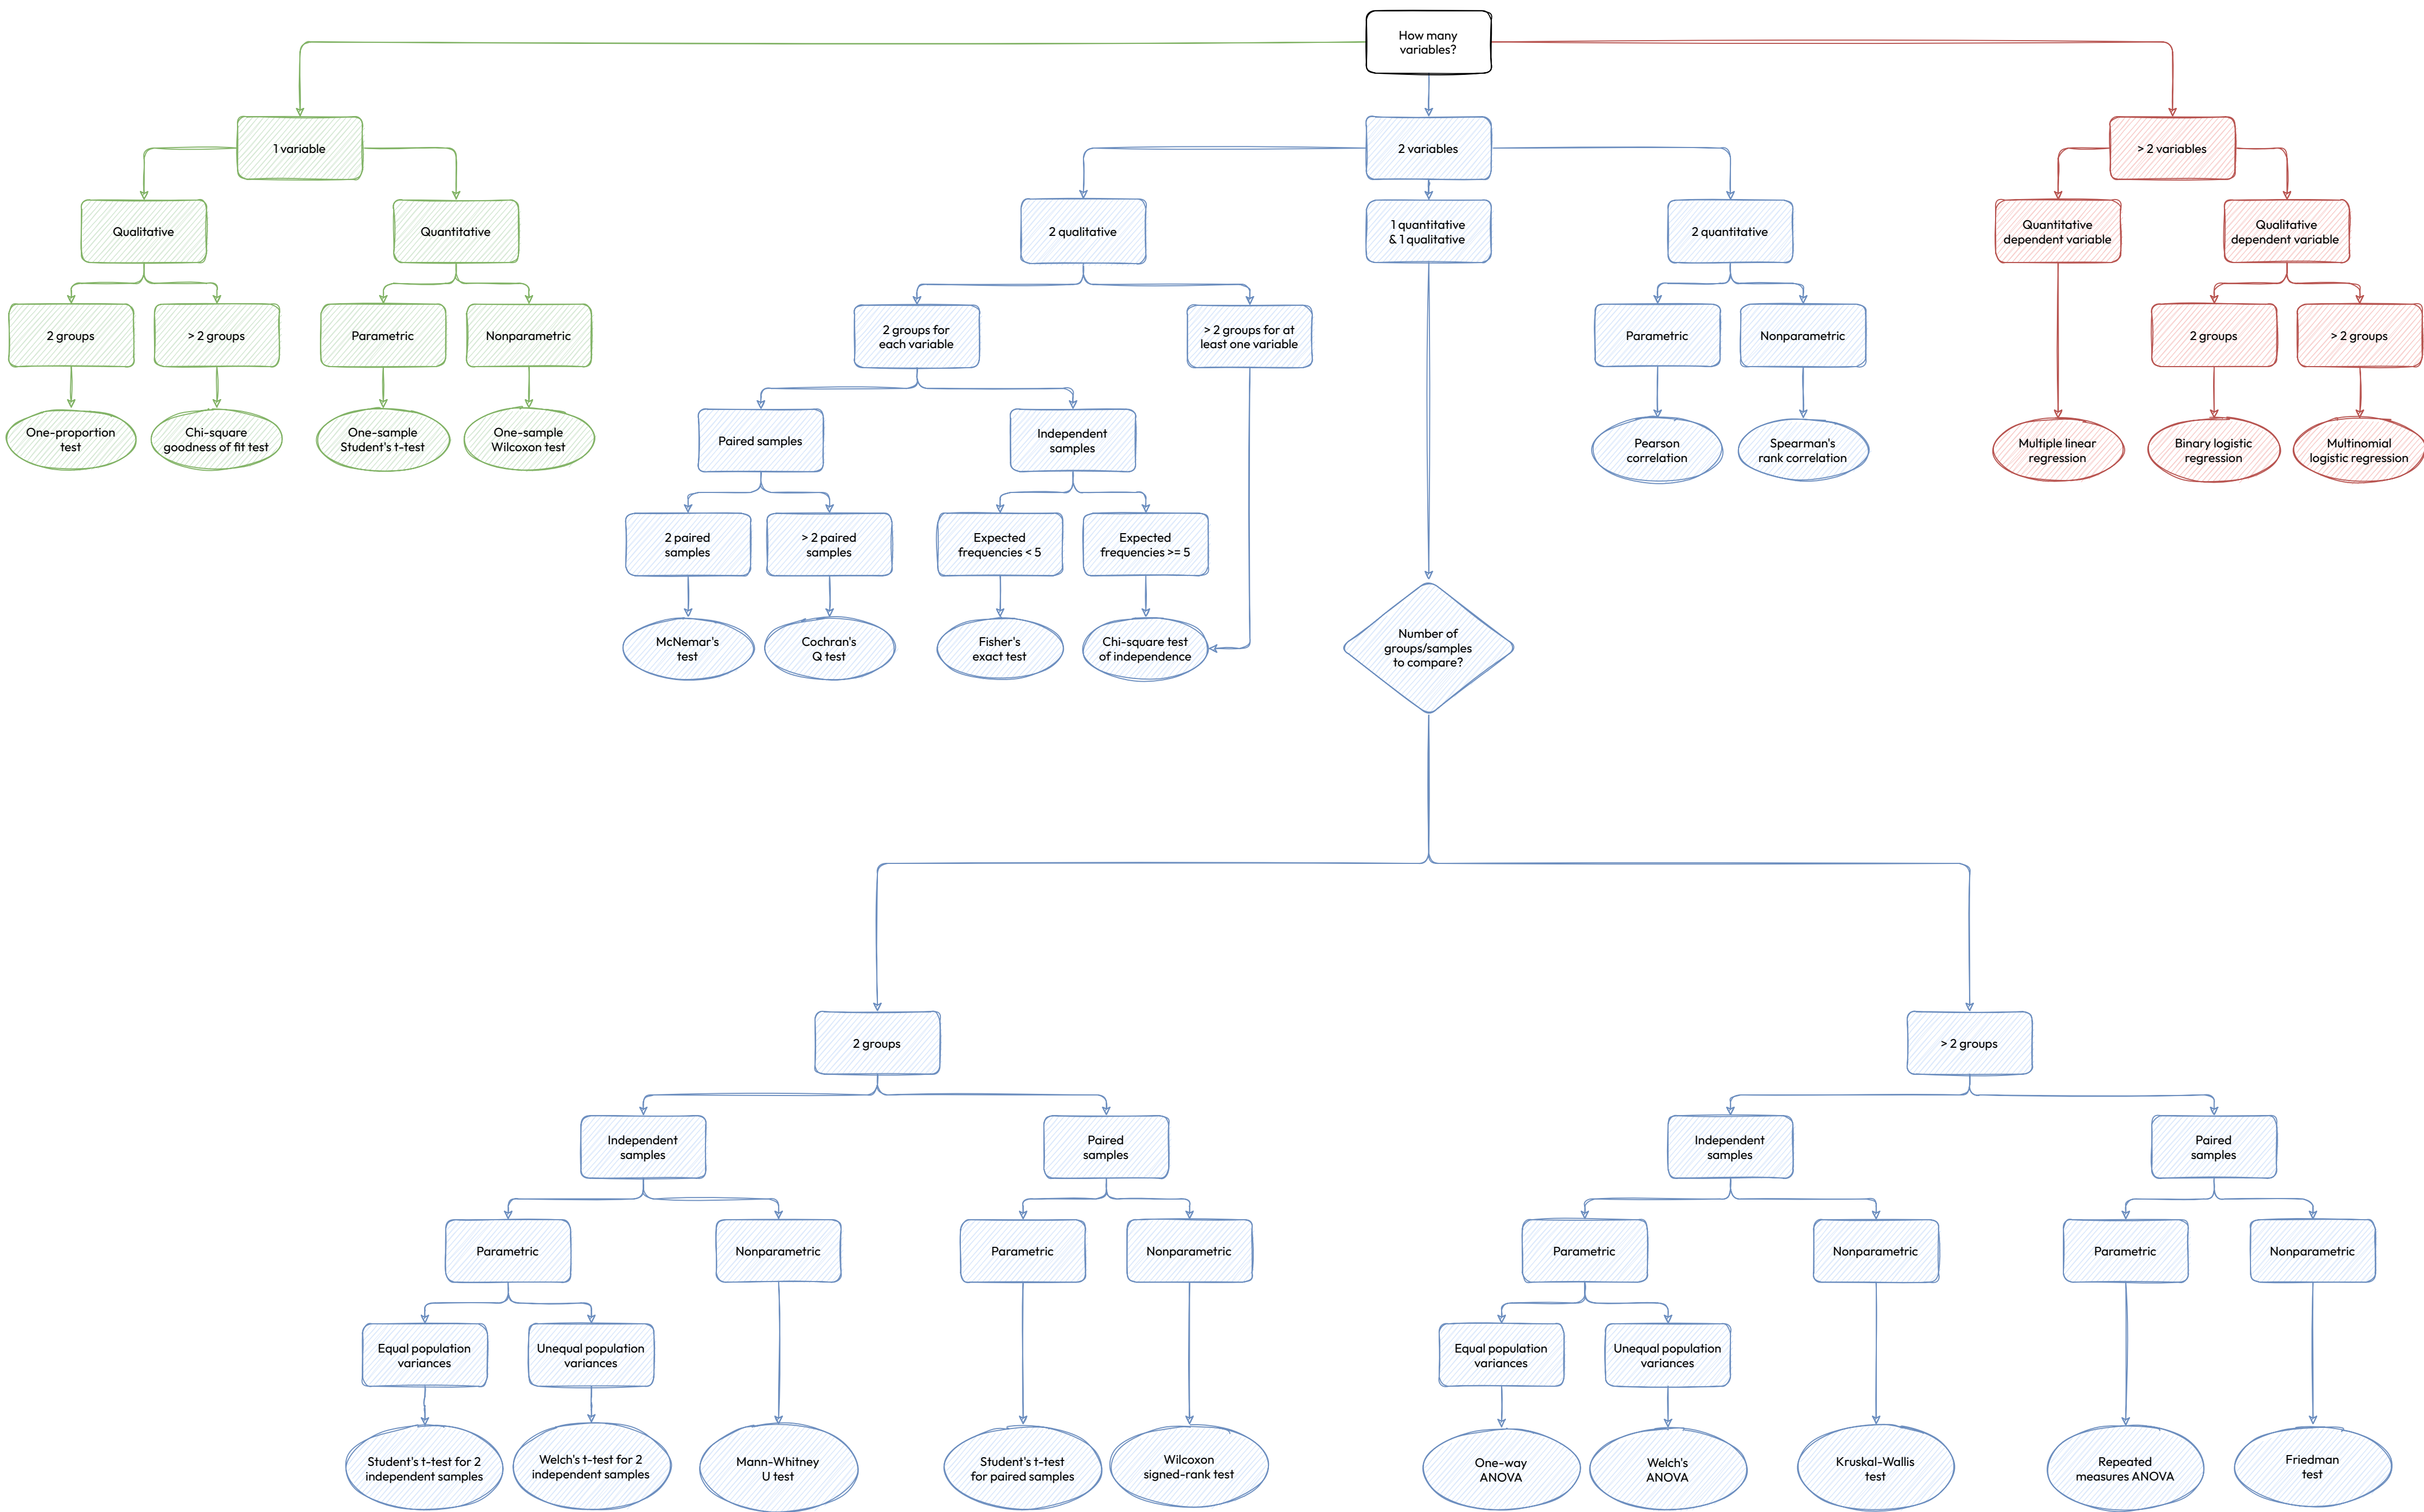 How many
variables?
1 variable
2 variables
> 2 variables
Qualitative
Quantitative
2 qualitative
1 quantitative
& 1 qualitative
2 quantitative
Quantitative
dependent variable
Qualitative
dependent variable
2 groups
> 2 groups
Parametric
Nonparametric
2 groups for
each variable
> 2 groups for at
least one variable
Parametric
Nonparametric
2 groups
> 2 groups
One-proportion
test
Chi-square
goodness of fit test
One-sample
Student's t-test
One-sample
Wilcoxon test
Paired samples
Independent
samples
Pearson
correlation
Spearman's
rank correlation
Multiple linear
regression
Binary logistic
regression
Multinomial
logistic regression
2 paired
samples
> 2 paired
samples
Expected
frequencies < 5
Expected
frequencies >= 5
McNemar's
test
Cochran's
Q test
Fisher's
exact test
Chi-square test
of independence
Number of
groups/samples
to compare?
2 groups
> 2 groups
Independent
samples
Paired
samples
Independent
samples
Paired
samples
Parametric
Nonparametric
Parametric
Nonparametric
Parametric
Nonparametric
Parametric
Nonparametric
Equal population
variances
Unequal population
variances
Equal population
variances
Unequal population
variances
Student's t-test for 2
independent samples
Welch's t-test for 2
independent samples
Mann-Whitney
U test
Student's t-test
for paired samples
Wilcoxon
signed-rank test
One-way
ANOVA
Welch's
ANOVA
Kruskal-Wallis
test
Repeated
measures ANOVA
Friedman
test